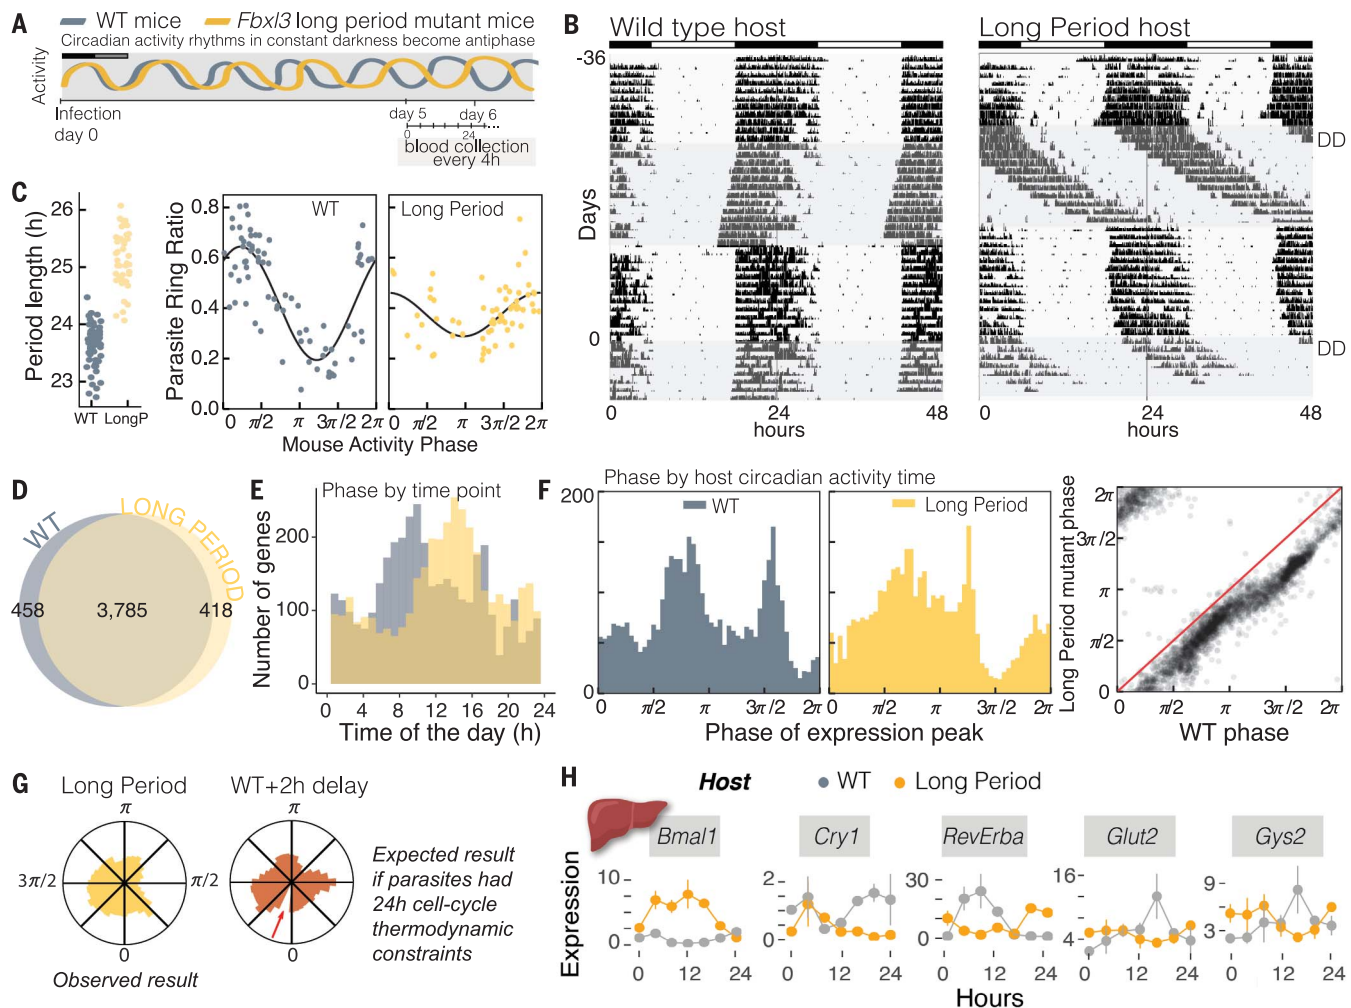 A
WT mice
Fbxl3 long period mutant mice
Circadian activity rhythms in constant darkness become antiphase
Activity
Infection
day 0
day 5
day 6
0
24
blood collection
every 4h
B
Wild type host
Long Period host
-36
Days
0
DD
DD
0
24
48
hours
0
24
48
hours
C
Period length (h)
26
25
24
23
WT
LongP
Parasite Ring Ratio
0.8
0.6
0.4
0.2
0.0
WT
Long Period
0
π/2
π
3π/2
2π
0
π/2
π
3π/2
2π
Mouse Activity Phase
D
WT
LONG PERIOD
458
3,785
418
E
Phase by time point
Number of genes
200
100
0
0
4
8
12
16
20
24
Time of the day (h)
F
Phase by host circadian activity time
200
0
WT
Long Period
0
π/2
π
3π/2
2π
0
π/2
π
3π/2
2π
Phase of expression peak
Long Period mutant phase
2π
3π/2
π
π/2
0
0
π/2
π
3π/2
2π
WT phase
G
Long Period
WT+2h delay
π
π
3π/2
π/2
0
0
Observed result
Expected result
if parasites had
24h cell-cycle
thermodynamic
constraints
H
Host
WT
Long Period
Bmal1
Cry1
RevErba
Glut2
Gys2
Expression
10
0
2
0
30
0
16
4
9
3
0
12
24
0
12
24
0
12
24
0
12
24
0
12
24
Hours